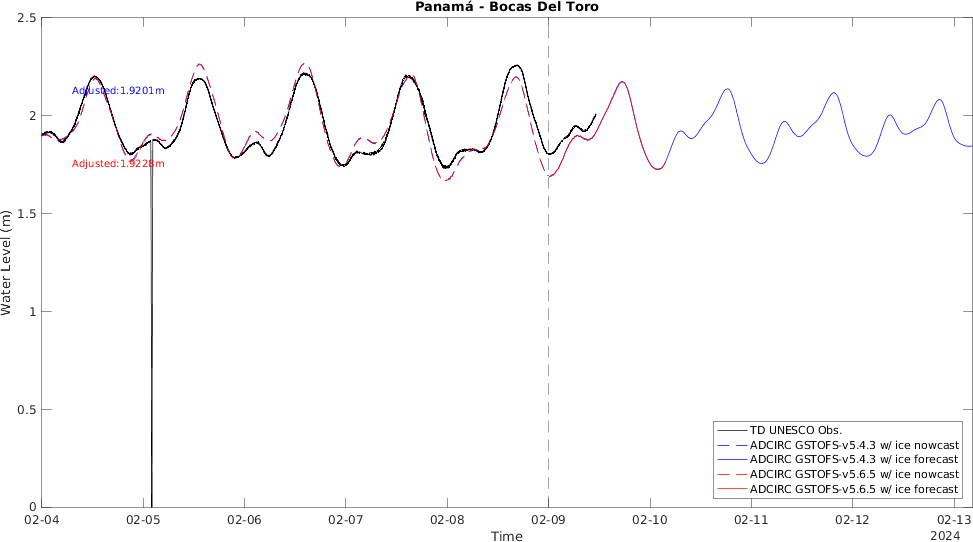 Panamá - Bocas Del Toro
2.5
2
1.5
1
0.5
0
Water Level (m)
Adjusted:1.9201m
Adjusted:1.9228m
TD UNESCO Obs.
ADCIRC GSTOFS-v5.4.3 w/ ice nowcast
ADCIRC GSTOFS-v5.4.3 w/ ice forecast
ADCIRC GSTOFS-v5.6.5 w/ ice nowcast
ADCIRC GSTOFS-v5.6.5 w/ ice forecast
02-04 02-05 02-06 02-07 02-08 02-09 02-10 02-11 02-12 02-13
Time
2024